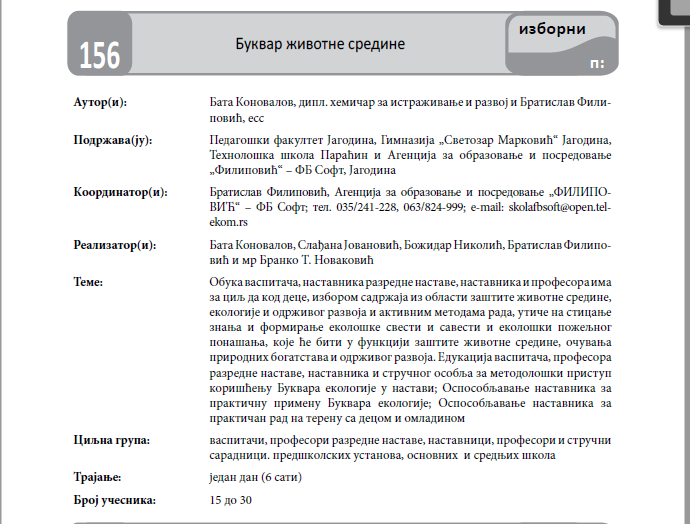 156
Буквар животне средине
изборни
п:
Аутор(и):
Бата Коновалов, дипл. хемичар за истраживање и развој и Братислав Фили-
повић, есс
Подржава(ју):
Педагошки факултет Јагодина, Гимназија „Светозар Марковић“ Јагодина,
Технолошка школа Параћин и Агенција за образовање и посредовање
„Филиповић“ – ФБ Софт, Јагодина
Координатор(и):
Братислав Филиповић, Агенција за образовање и посредовање „ФИЛИПО-
ВИЋ“ – ФБ Софт; тел. 035/241-228, 063/824-999; e-mail: skolafbsoft@open.tel-
ekom.rs
Реализатор(и):
Бата Коновалов, Слађана Јовановић, Божидар Николић, Братислав Филипо-
вић и мр Бранко Т. Новаковић
Теме:
Обука васпитача, наставника разредне наставе, наставника и професора има
за циљ да код деце, избором садржаја из области заштите животне средине,
екологије и одрживог развоја и активним методама рада, утиче на стицање
знања и формирање еколошке свести и савести и еколошки пожељног
понашања, које ће бити у функцији заштите животне средине, очувања
природних богатстава и одрживог развоја. Едукација васпитача, професора
разредне наставе, наставника и стручног особља за методолошки приступ
коришћењу Буквара екологије у настави; Оспособљавање наставника за
практичну примену Буквара екологије; Оспособљавање наставника за
практичан рад на терену са децом и омладином
Циљна група:
васпитачи, професори разредне наставе, наставници, професори и стручни
сарадници. предшколских установа, основних и средњих школа
Трајање:
један дан (6 сати)
Број учесника:
15 до 30